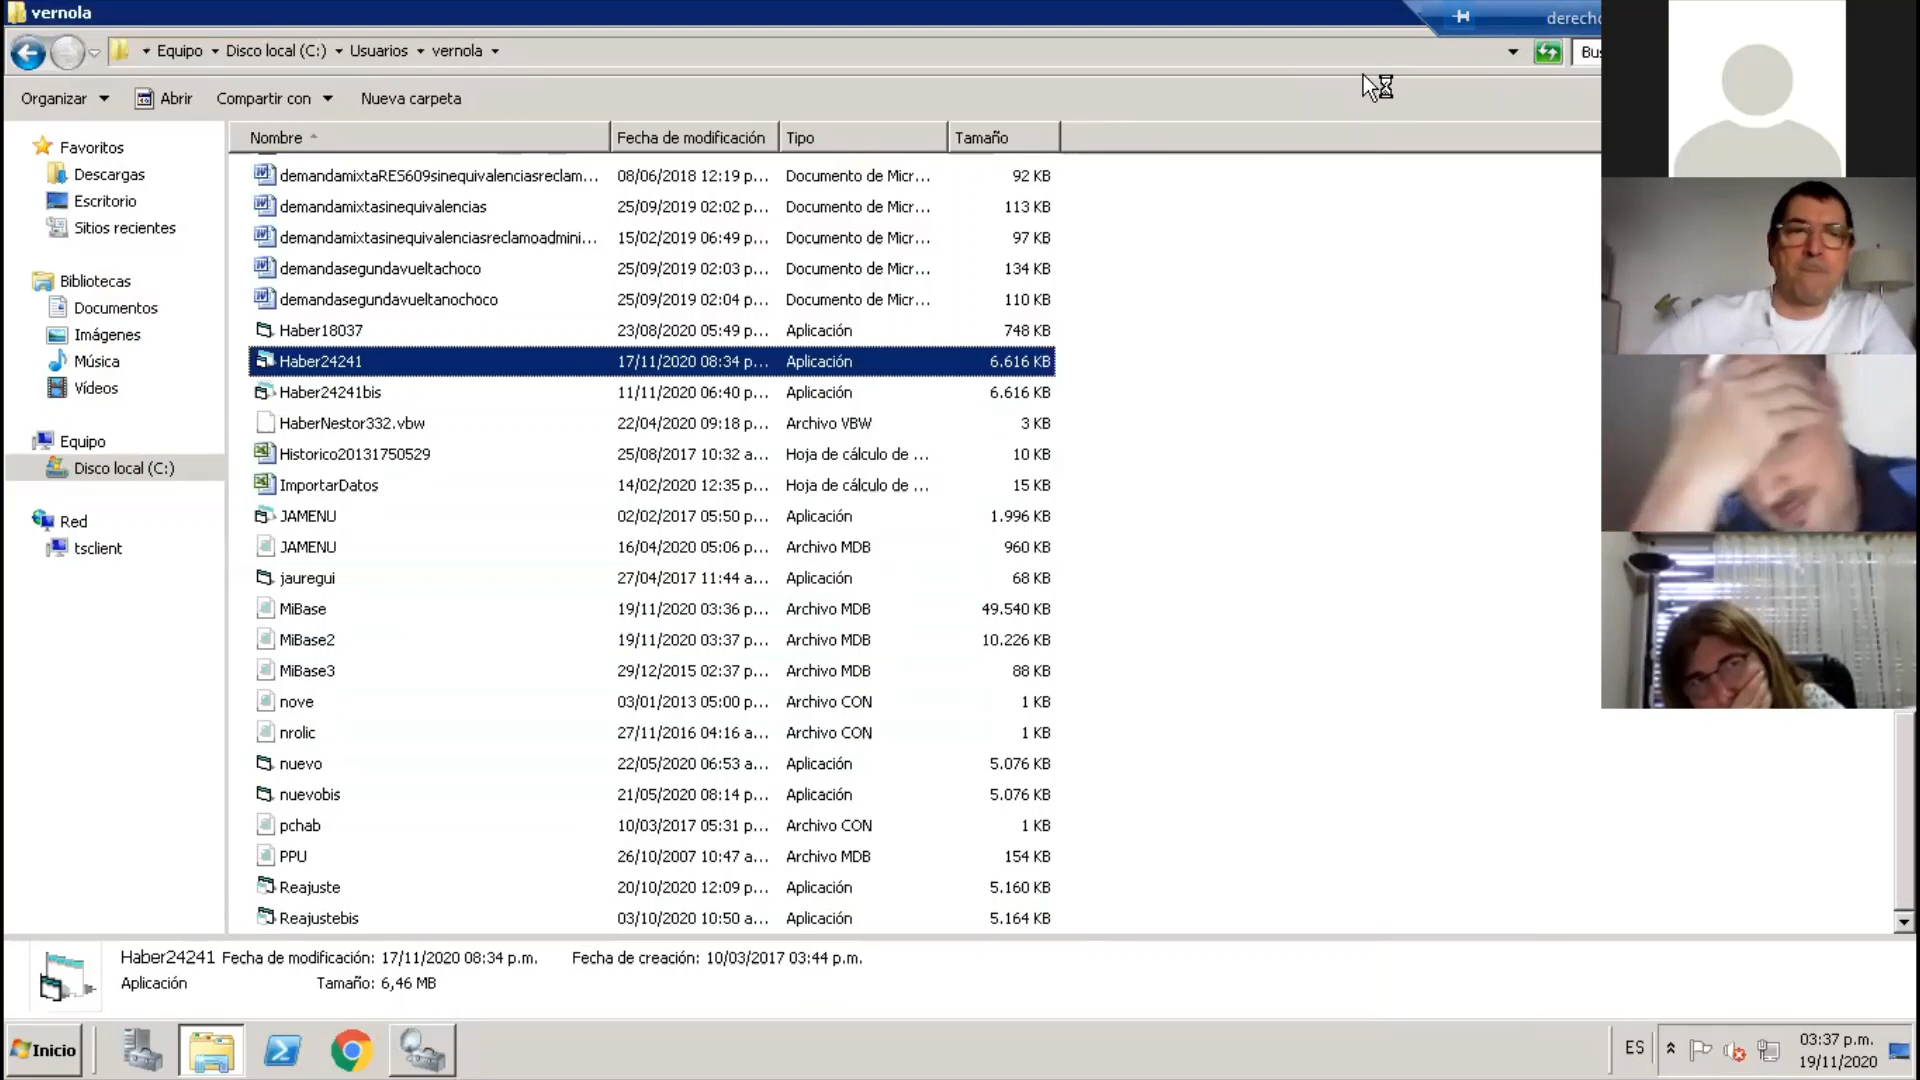 vernola
derecho
Equipo Disco local (C:) Usuarios vernola
Bus
Organizar Abrir Compartir con Nueva carpeta
Favoritos
Descargas
Escritorio
Sitios recientes
Bibliotecas
Documentos
Imágenes
Música
Vídeos
Equipo
Disco local (C:)
Red
tsclient
Nombre Fecha de modificación Tipo Tamaño
demandamixtaRES609sinequivalenciasreclam... 08/06/2018 12:19 p... Documento de Micr... 92 KB
demandamixtasinequivalencias 25/09/2019 02:02 p... Documento de Micr... 113 KB
demandamixtasinequivalenciasreclamoadmini... 15/02/2019 06:49 p... Documento de Micr... 97 KB
demandasegundavueltachoco 25/09/2019 02:03 p... Documento de Micr... 134 KB
demandasegundavueltanochoco 25/09/2019 02:04 p... Documento de Micr... 110 KB
Haber18037 23/08/2020 05:49 p... Aplicación 748 KB
Haber24241 17/11/2020 08:34 p... Aplicación 6.616 KB
Haber24241bis 11/11/2020 06:40 p... Aplicación 6.616 KB
HaberNestor332.vbw 22/04/2020 09:18 p... Archivo VBW 3 KB
Historico20131750529 25/08/2017 10:32 a... Hoja de cálculo de ... 10 KB
ImportarDatos 14/02/2020 12:35 p... Hoja de cálculo de ... 15 KB
JAMENU 02/02/2017 05:50 p... Aplicación 1.996 KB
JAMENU 16/04/2020 05:06 p... Archivo MDB 960 KB
jauregui 27/04/2017 11:44 a... Aplicación 68 KB
MiBase 19/11/2020 03:36 p... Archivo MDB 49.540 KB
MiBase2 19/11/2020 03:37 p... Archivo MDB 10.226 KB
MiBase3 29/12/2015 02:37 p... Archivo MDB 88 KB
nove 03/01/2013 05:00 p... Archivo CON 1 KB
nrolic 27/11/2016 04:16 a... Archivo CON 1 KB
nuevo 22/05/2020 06:53 a... Aplicación 5.076 KB
nuevobis 21/05/2020 08:14 p... Aplicación 5.076 KB
pchab 10/03/2017 05:31 p... Archivo CON 1 KB
PPU 26/10/2007 10:47 a... Archivo MDB 154 KB
Reajuste 20/10/2020 12:09 p... Aplicación 5.160 KB
Reajustebis 03/10/2020 10:50 a... Aplicación 5.164 KB
Haber24241 Fecha de modificación: 17/11/2020 08:34 p.m. Fecha de creación: 10/03/2017 03:44 p.m.
Aplicación Tamaño: 6,46 MB
Inicio
ES
03:37 p.m.
19/11/2020